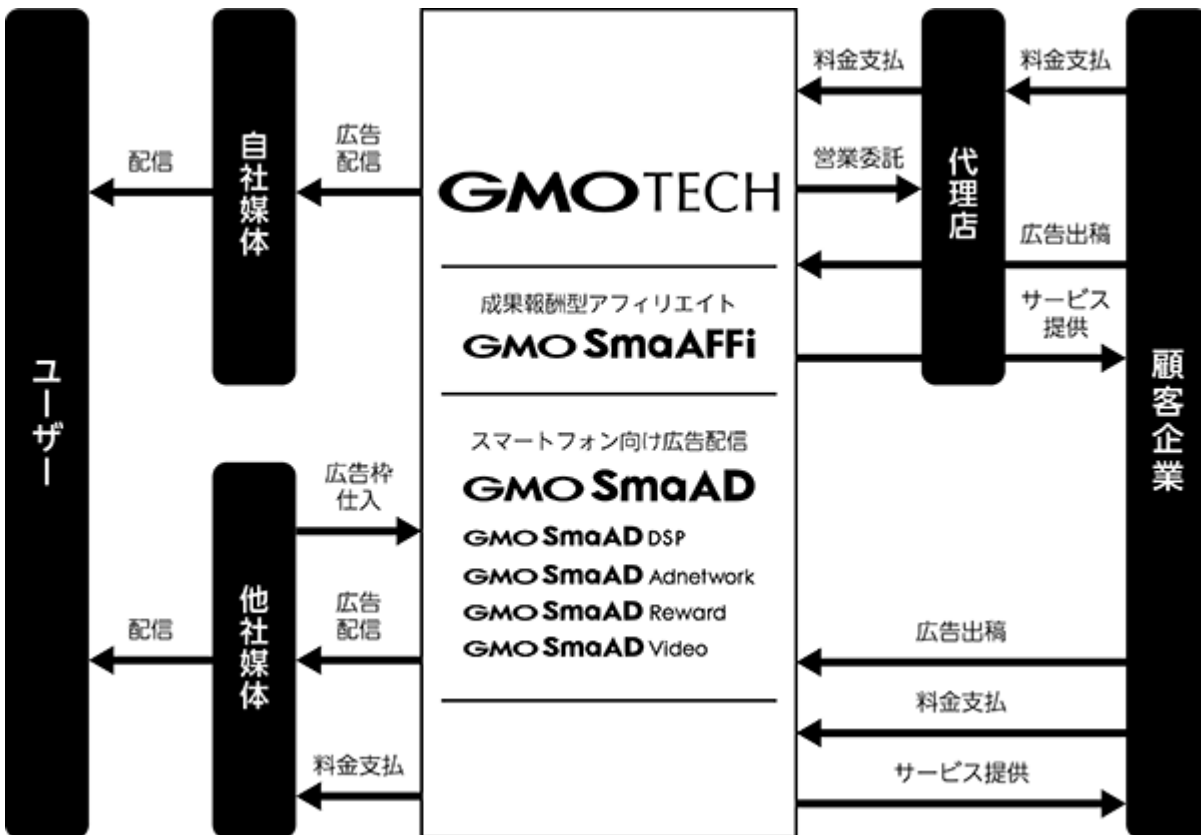 ユーザー
自社媒体
他社媒体
配信
広告
配信
広告枠
仕入
配信
広告
配信
料金支払
GMOTECH
成果報酬型アフィリエイト
GMO SmaAFFi
スマートフォン向け広告配信
GMO SmaAD
GMO SmaAD DSP
GMO SmaAD Adnetwork
GMO SmaAD Reward
GMO SmaAD Video
料金支払
営業委託
代理店
料金支払
広告出稿
サービス
提供
広告出稿
料金支払
サービス提供
顧客企業